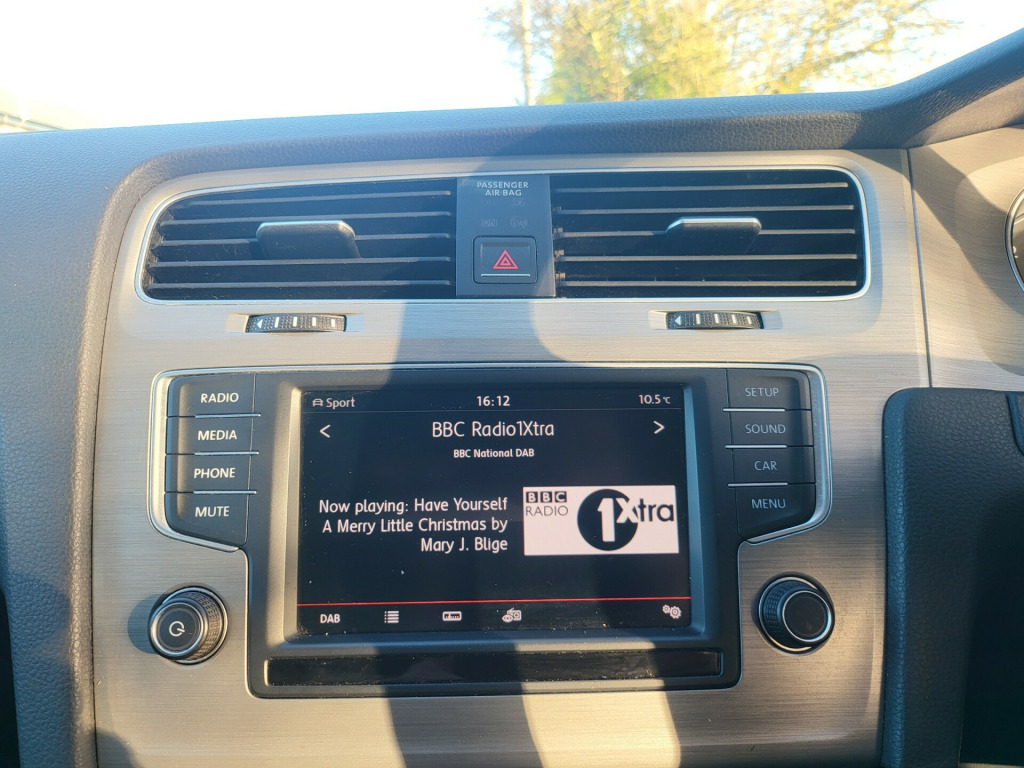 PASSENGER
AIR BAG
RADIO
MEDIA
PHONE
MUTE
Sport
16:12
10.5°C
< BBC Radio1Xtra >
BBC National DAB
Now playing: Have Yourself
A Merry Little Christmas by
Mary J. Blige
BBC
RADIO
1Xtra
DAB
SETUP
SOUND
CAR
MENU